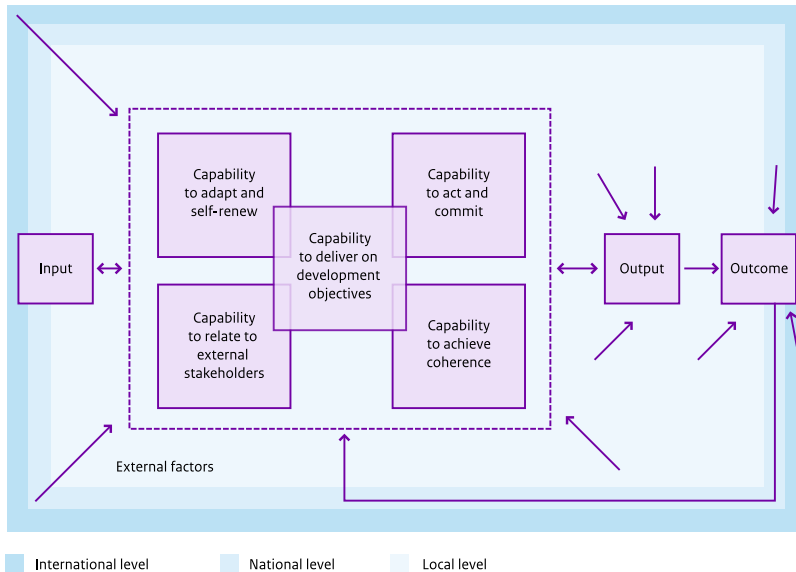 Capability
to adapt and
self-renew
Capability
to act and
commit
Capability
to deliver on
development
objectives
Input
Output
Outcome
Capability
to relate to
external
stakeholders
Capability
to achieve
coherence
External factors
International level
National level
Local level